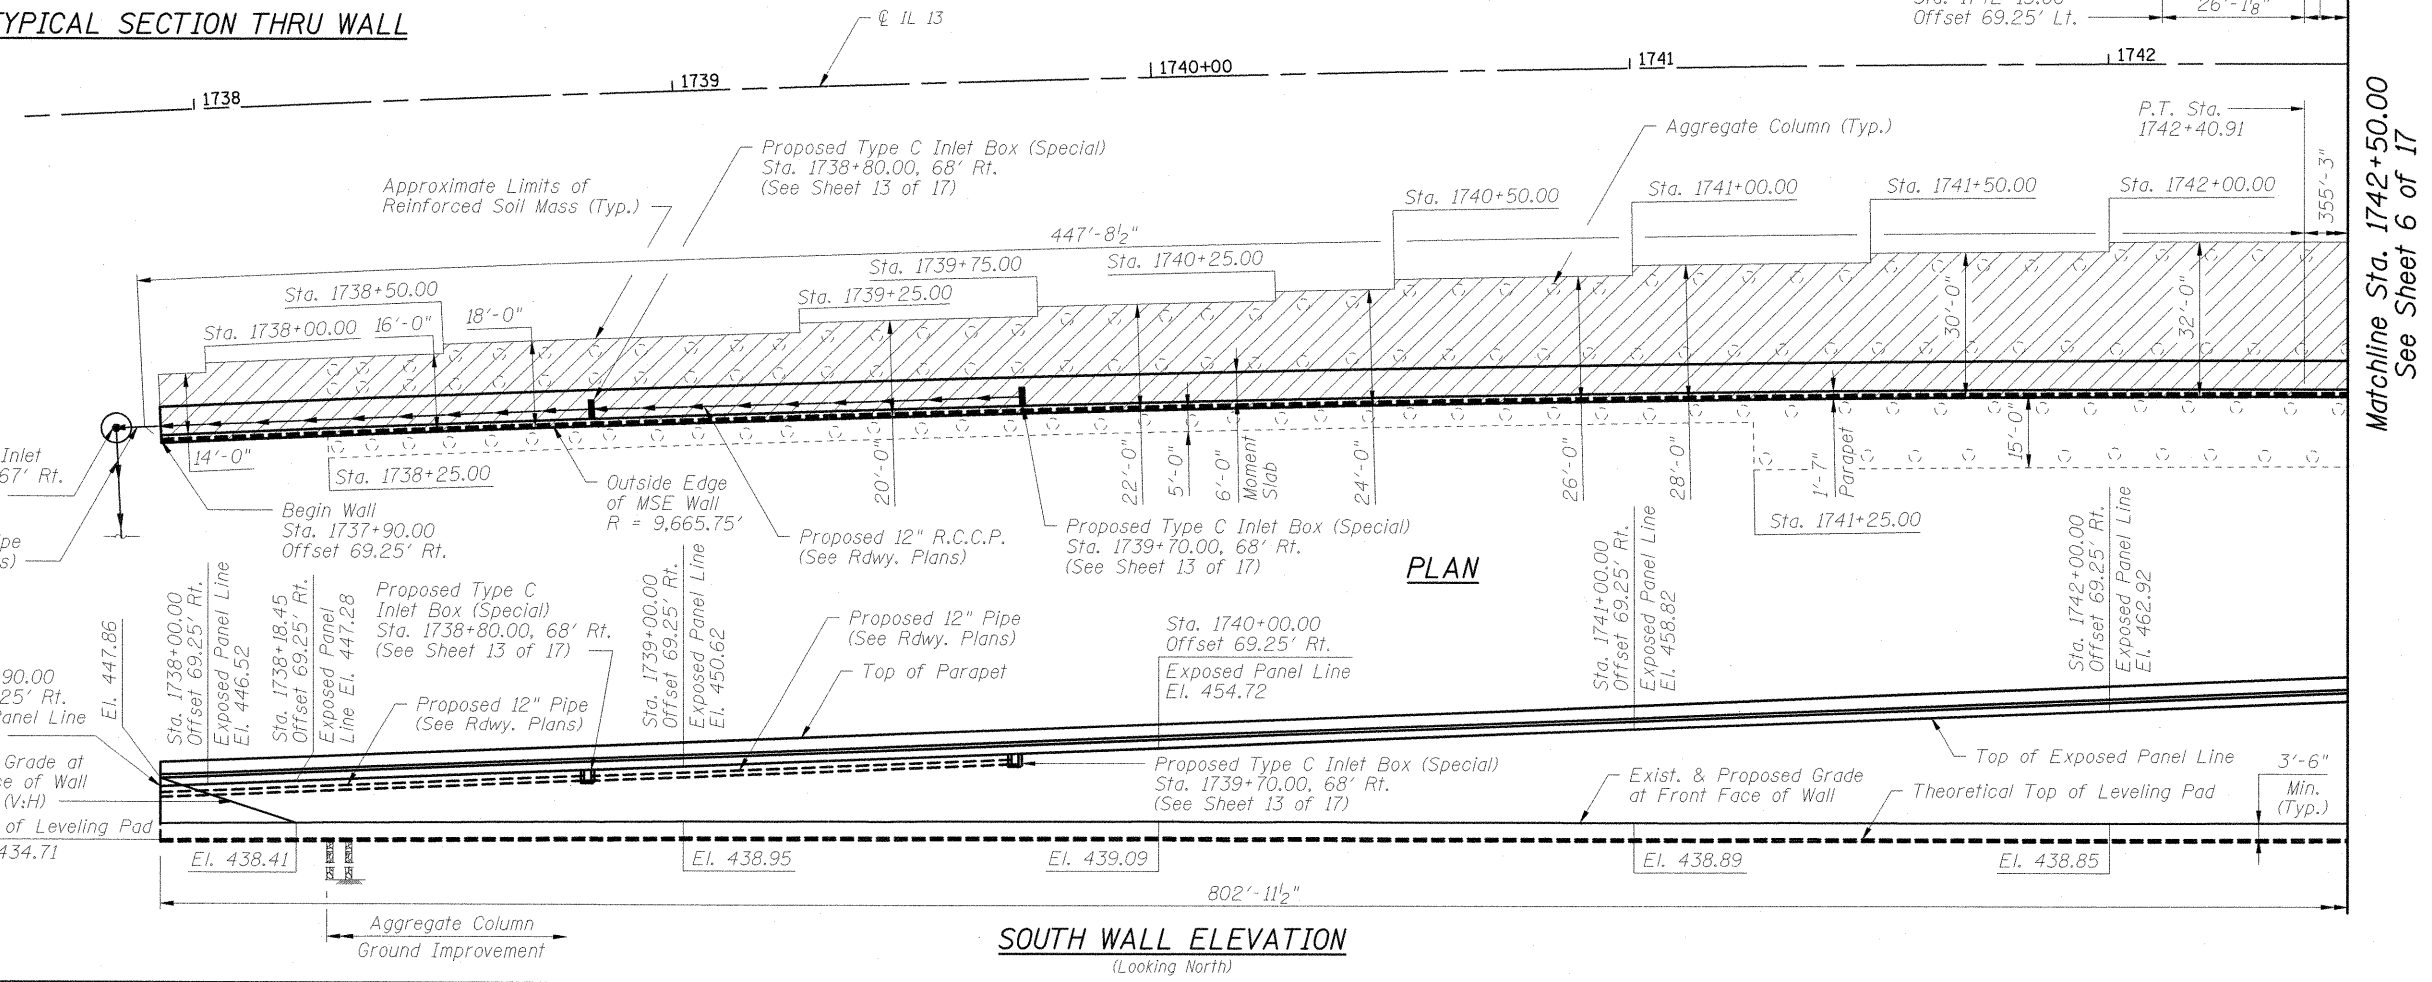 TYPICAL SECTION THRU WALL
℄ IL 13
Offset 69.25' Lt.
26'-1⅛"
1738
1739
1740+00
1741
1742
Matchline Sta. 1742+50.00
See Sheet 6 of 17
P.T. Sta.
1742+40.91
355'-3"
Aggregate Column (Typ.)
Proposed Type C Inlet Box (Special)
Sta. 1738+80.00, 68' Rt.
(See Sheet 13 of 17)
Approximate Limits of
Reinforced Soil Mass (Typ.)
447'-8½"
Sta. 1738+00.00
Sta. 1738+50.00
Sta. 1739+25.00
Sta. 1739+75.00
Sta. 1740+25.00
Sta. 1740+50.00
Sta. 1741+00.00
Sta. 1741+50.00
Sta. 1742+00.00
16'-0"
18'-0"
14'-0"
20'-0"
22'-0"
5'-0"
6'-0"
Moment
Slab
24'-0"
26'-0"
28'-0"
1'-7"
Parapet
30'-0"
15'-0"
32'-0"
Inlet
67' Rt.
Sta. 1738+25.00
Begin Wall
Sta. 1737+90.00
Offset 69.25' Rt.
Outside Edge
of MSE Wall
R = 9,665.75'
Proposed 12" R.C.C.P.
(See Rdwy. Plans)
Proposed Type C Inlet Box (Special)
Sta. 1739+70.00, 68' Rt.
(See Sheet 13 of 17)
Sta. 1741+25.00
PLAN
El. 447.86
Sta. 1738+00.00
Offset 69.25' Rt.
Exposed Panel Line
El. 446.52
Sta. 1738+18.45
Offset 69.25' Rt.
Exposed Panel
Line El. 447.28
Proposed Type C
Inlet Box (Special)
Sta. 1738+80.00, 68' Rt.
(See Sheet 13 of 17)
Sta. 1739+00.00
Offset 69.25' Rt.
Exposed Panel Line
El. 450.62
Proposed 12" Pipe
(See Rdwy. Plans)
Top of Parapet
Sta. 1740+00.00
Offset 69.25' Rt.
Exposed Panel Line
El. 454.72
Sta. 1741+00.00
Offset 69.25' Rt.
Exposed Panel Line
El. 458.82
Sta. 1742+00.00
Offset 69.25' Rt.
Exposed Panel Line
El. 462.92
90.00
25' Rt.
Panel Line
Grade at
of Wall
(V:H)
of Leveling Pad
434.71
Proposed 12" Pipe
(See Rdwy. Plans)
Proposed Type C Inlet Box (Special)
Sta. 1739+70.00, 68' Rt.
(See Sheet 13 of 17)
Exist. & Proposed Grade
at Front Face of Wall
Top of Exposed Panel Line
Theoretical Top of Leveling Pad
3'-6"
Min.
(Typ.)
El. 438.41
El. 438.95
El. 439.09
El. 438.89
El. 438.85
802'-11½"
Aggregate Column
Ground Improvement
SOUTH WALL ELEVATION
(Looking North)